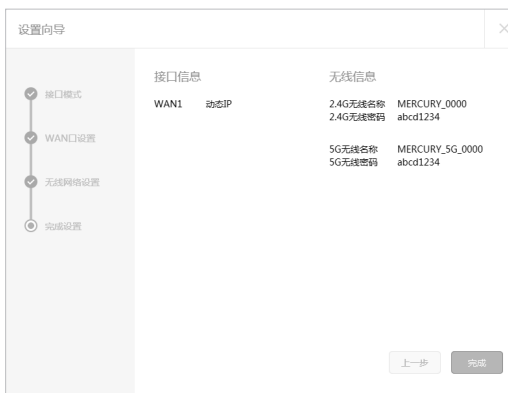 设置向导
接口模式
WAN口设置
无线网络设置
完成设置
接口信息
WAN1 动态IP
无线信息
2.4G无线名称 MERCURY_0000
2.4G无线密码 abcd1234
5G无线名称 MERCURY_5G_0000
5G无线密码 abcd1234
上一步 完成